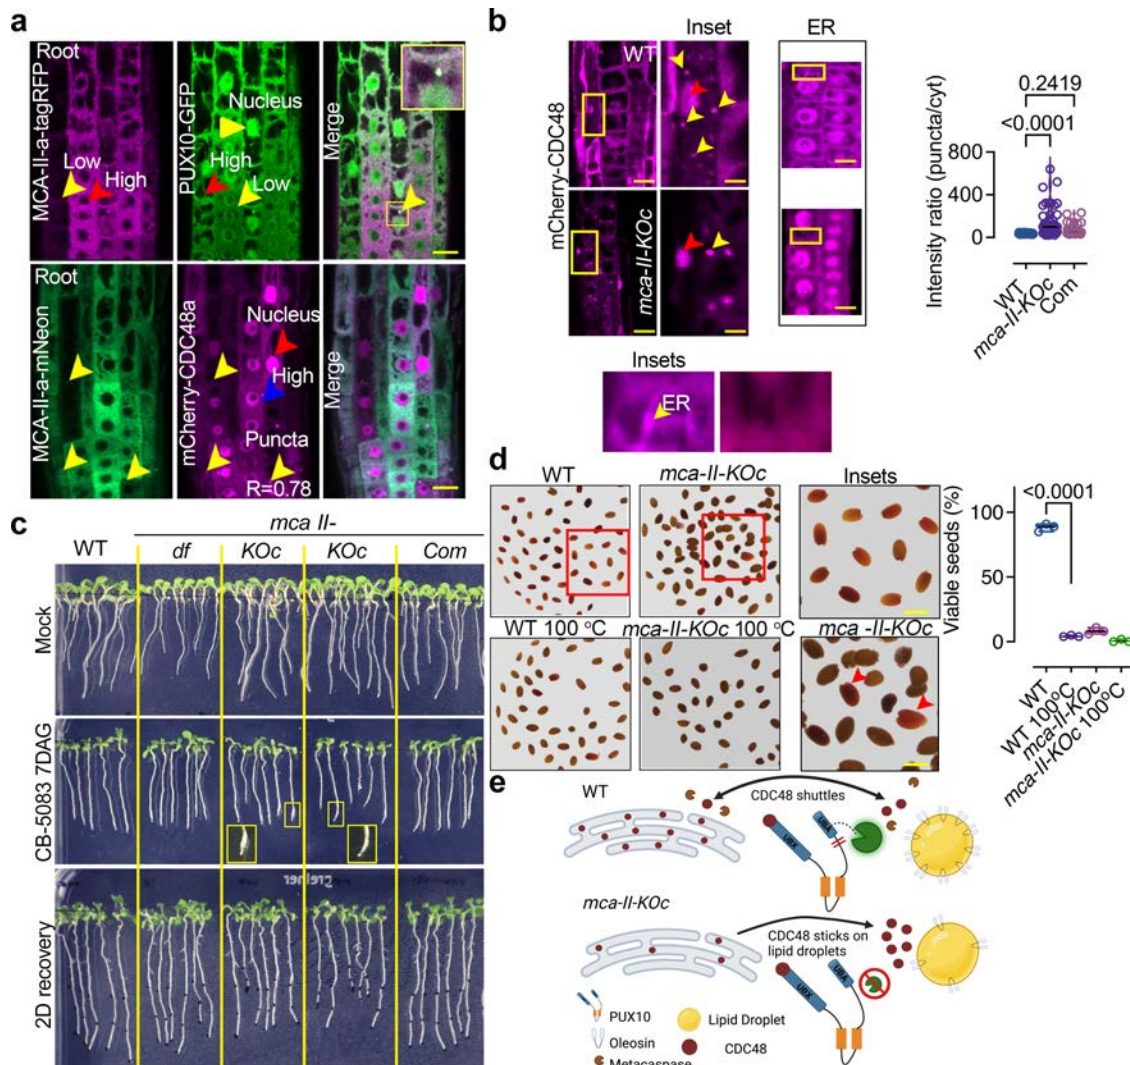 a
Root
MCA-II-a-tagRFP
Low
High
PUX10-GFP
Nucleus
High
Low
Merge
Root
MCA-II-a-mNeon
mCherry-CDC48a
Nucleus
High
Puncta
R=0.78
Merge
b
Inset
ER
WT
mCherry-CDC48
mca-II-KOc
Insets
ER
0.2419
<0.0001
Intensity ratio (puncta/cyt)
800
400
0
WT
mca-II-KOc
Com
c
mca II-
WT
df
KOc
KOc
Com
Mock
CB-5083 7DAG
2D recovery
greiner
d
WT
mca-II-KOc
Insets
WT 100 °C
mca-II-KOc 100 °C
mca -II-KOc
<0.0001
Viable seeds (%)
100
50
0
WT
WT 100°C
mca-II-KOc
mca-II-KOc 100°C
e
WT
CDC48 shuttles
UBX
UBA
mca-II-KOc
CDC48 sticks on
lipid droplets
UBX
UBA
PUX10
Oleosin
Metacaspase
Lipid Droplet
CDC48